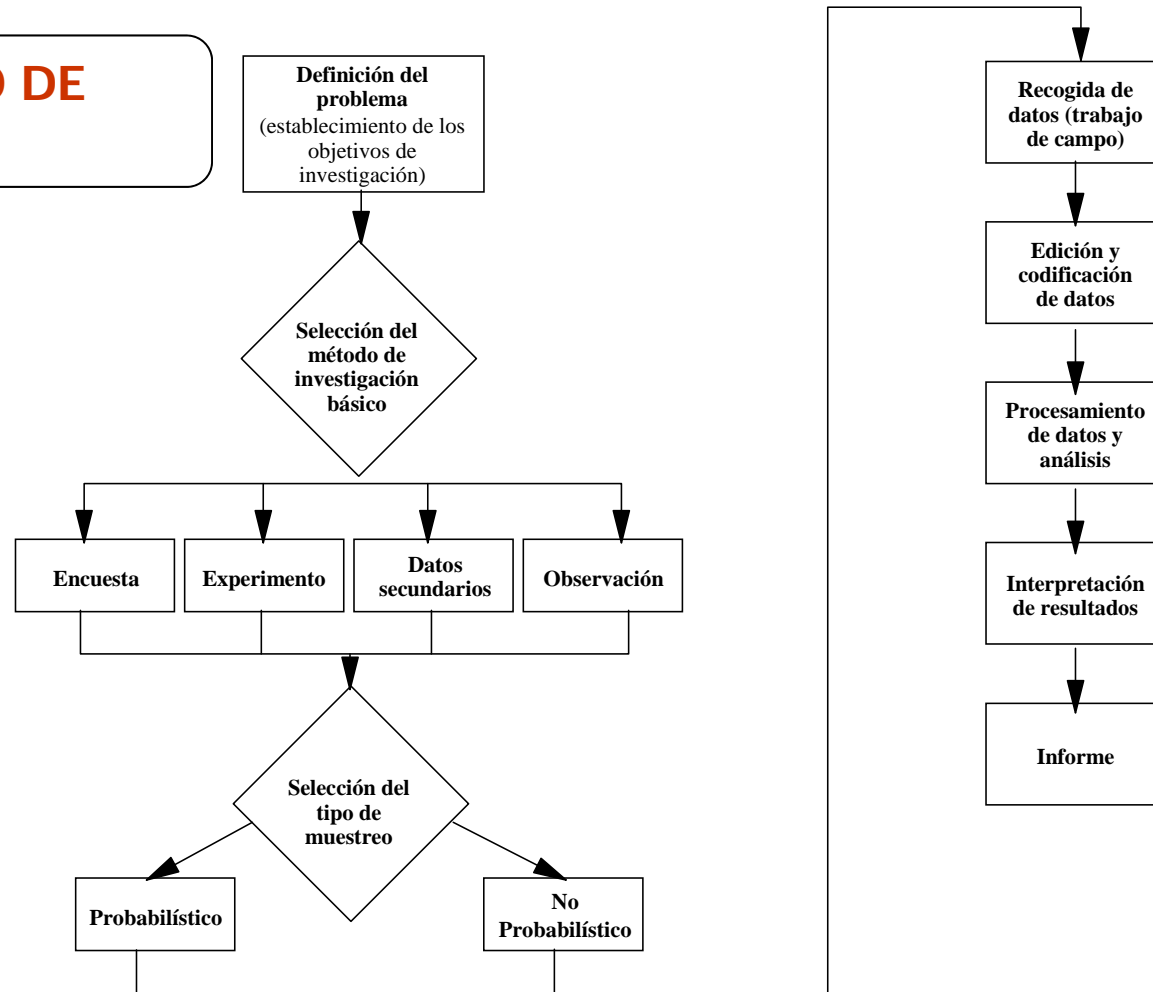 DE
Definición del
problema
(establecimiento de los
objetivos de
investigación)
Selección del
método de
investigación
básico
Encuesta
Experimento
Datos
secundarios
Observación
Selección del
tipo de
muestreo
Probabilístico
No
Probabilístico
Recogida de
datos (trabajo
de campo)
Edición y
codificación
de datos
Procesamiento
de datos y
análisis
Interpretación
de resultados
Informe